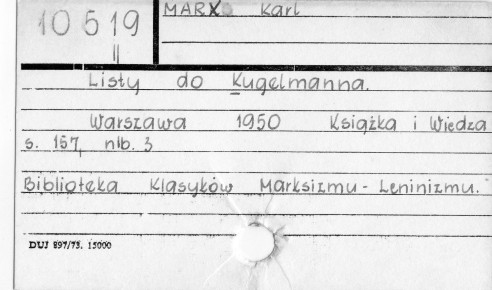 10519
II
MARX Karl
Listy do Kugelmanna.
Warszawa 1950 Książka i Wiedza
s. 157, nlb. 3
Biblioteka Klasyków Marksizmu - Leninizmu.
DUJ 897/73. 15000